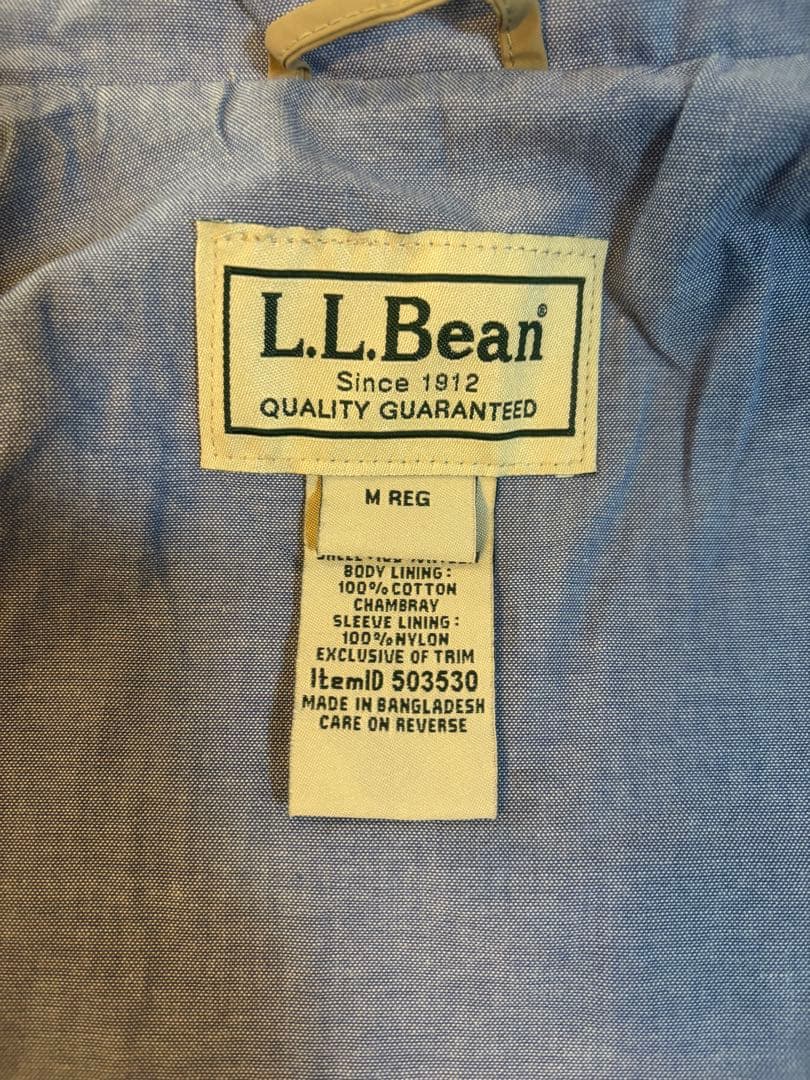 L.L.Bean®
Since 1912
QUALITY GUARANTEED
M REG
BODY LINING:
100% COTTON
CHAMBRAY
SLEEVE LINING:
100% NYLON
EXCLUSIVE OF TRIM
ItemID 503530
MADE IN BANGLADESH
CARE ON REVERSE